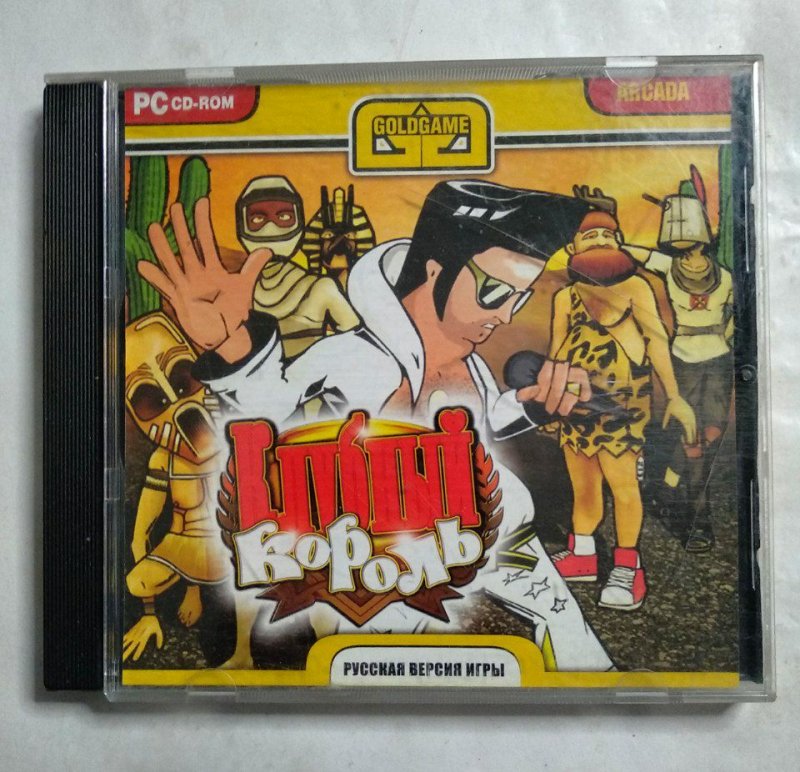 PC CD-ROM
GOLDGAME
ARCADA
король
РУССКАЯ ВЕРСИЯ ИГРЫ